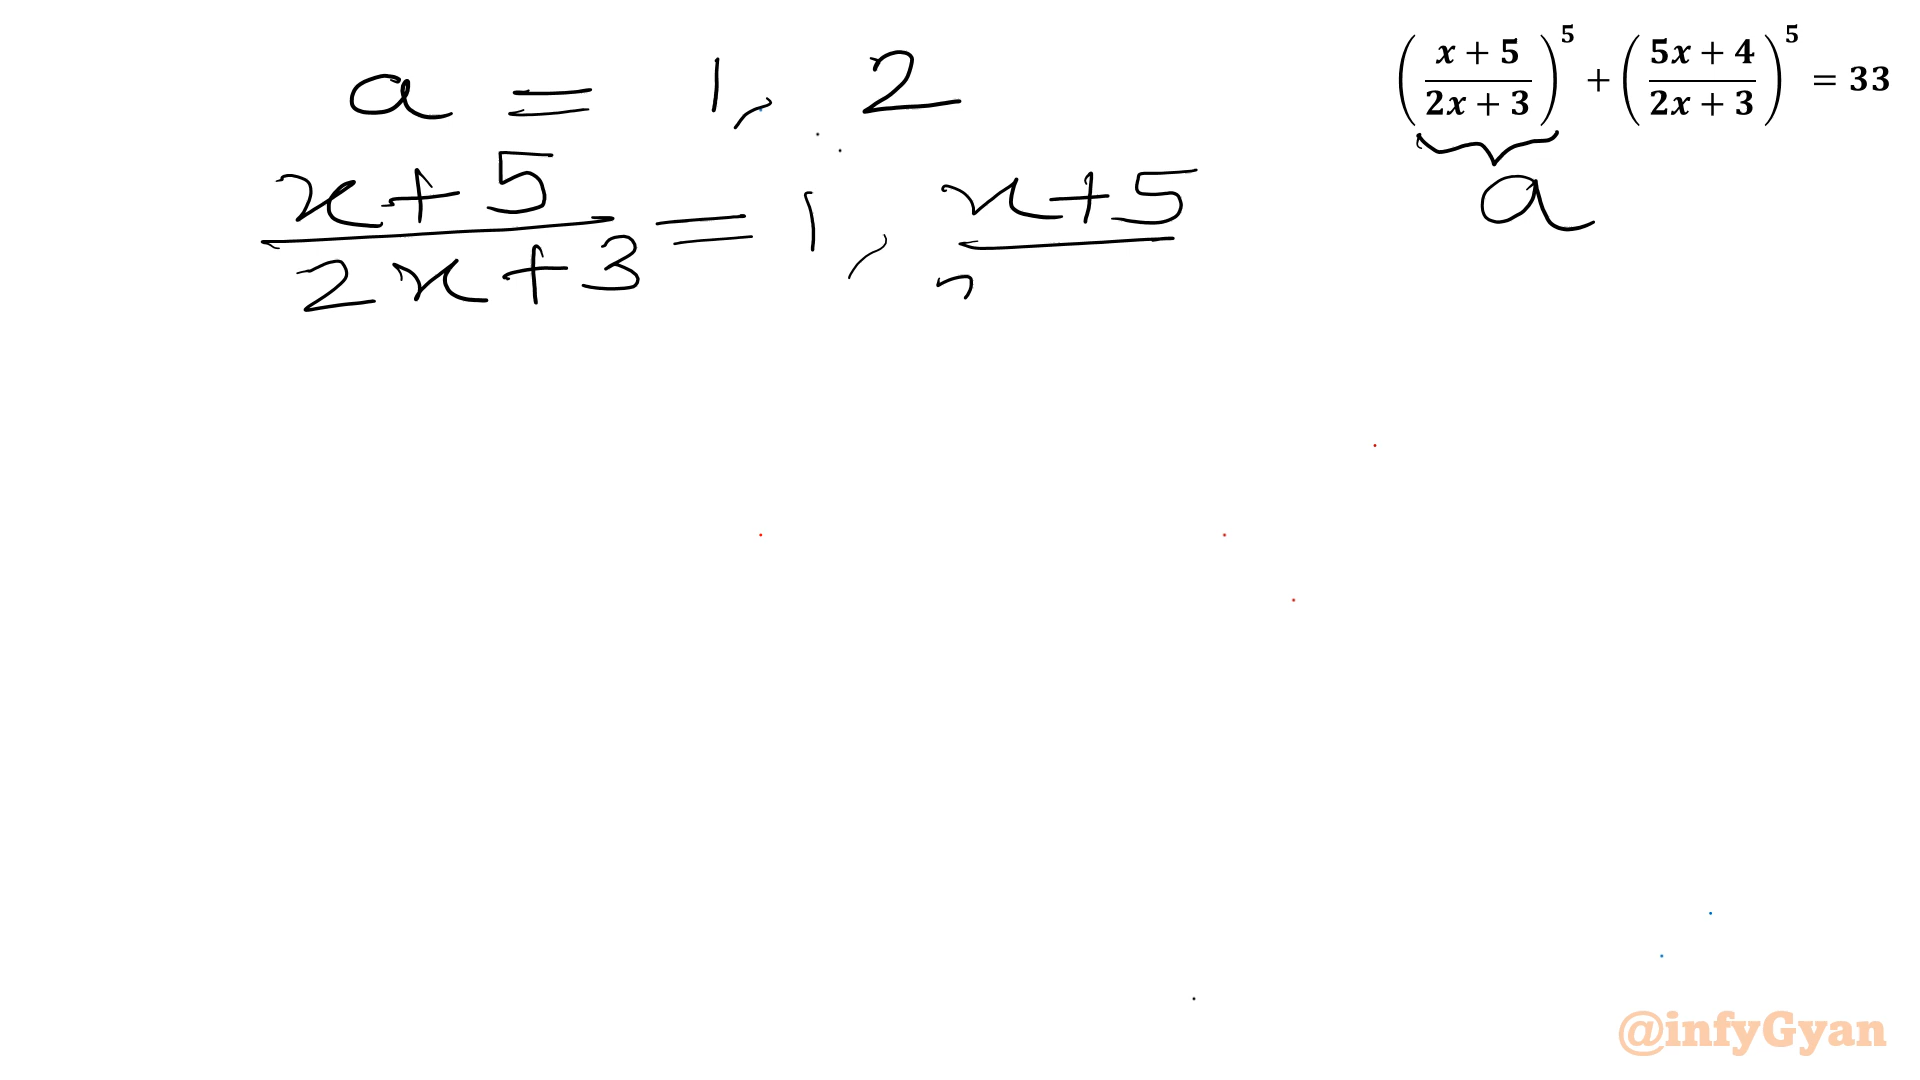 a = 1, 2
(x + 5 / 2x + 3)^5 + (5x + 4 / 2x + 3)^5 = 33
a
x + 5 / 2x + 3 = 1, x + 5 /
@infyGyan